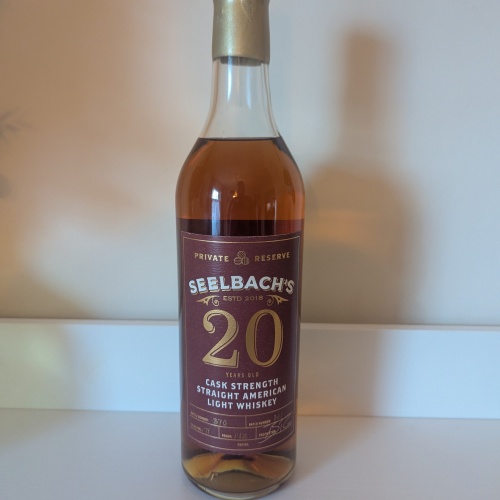 PRIVATE RESERVE
SEELBACH'S
ESTD 2018
20
YEARS OLD
CASK STRENGTH
STRAIGHT AMERICAN
LIGHT WHISKEY